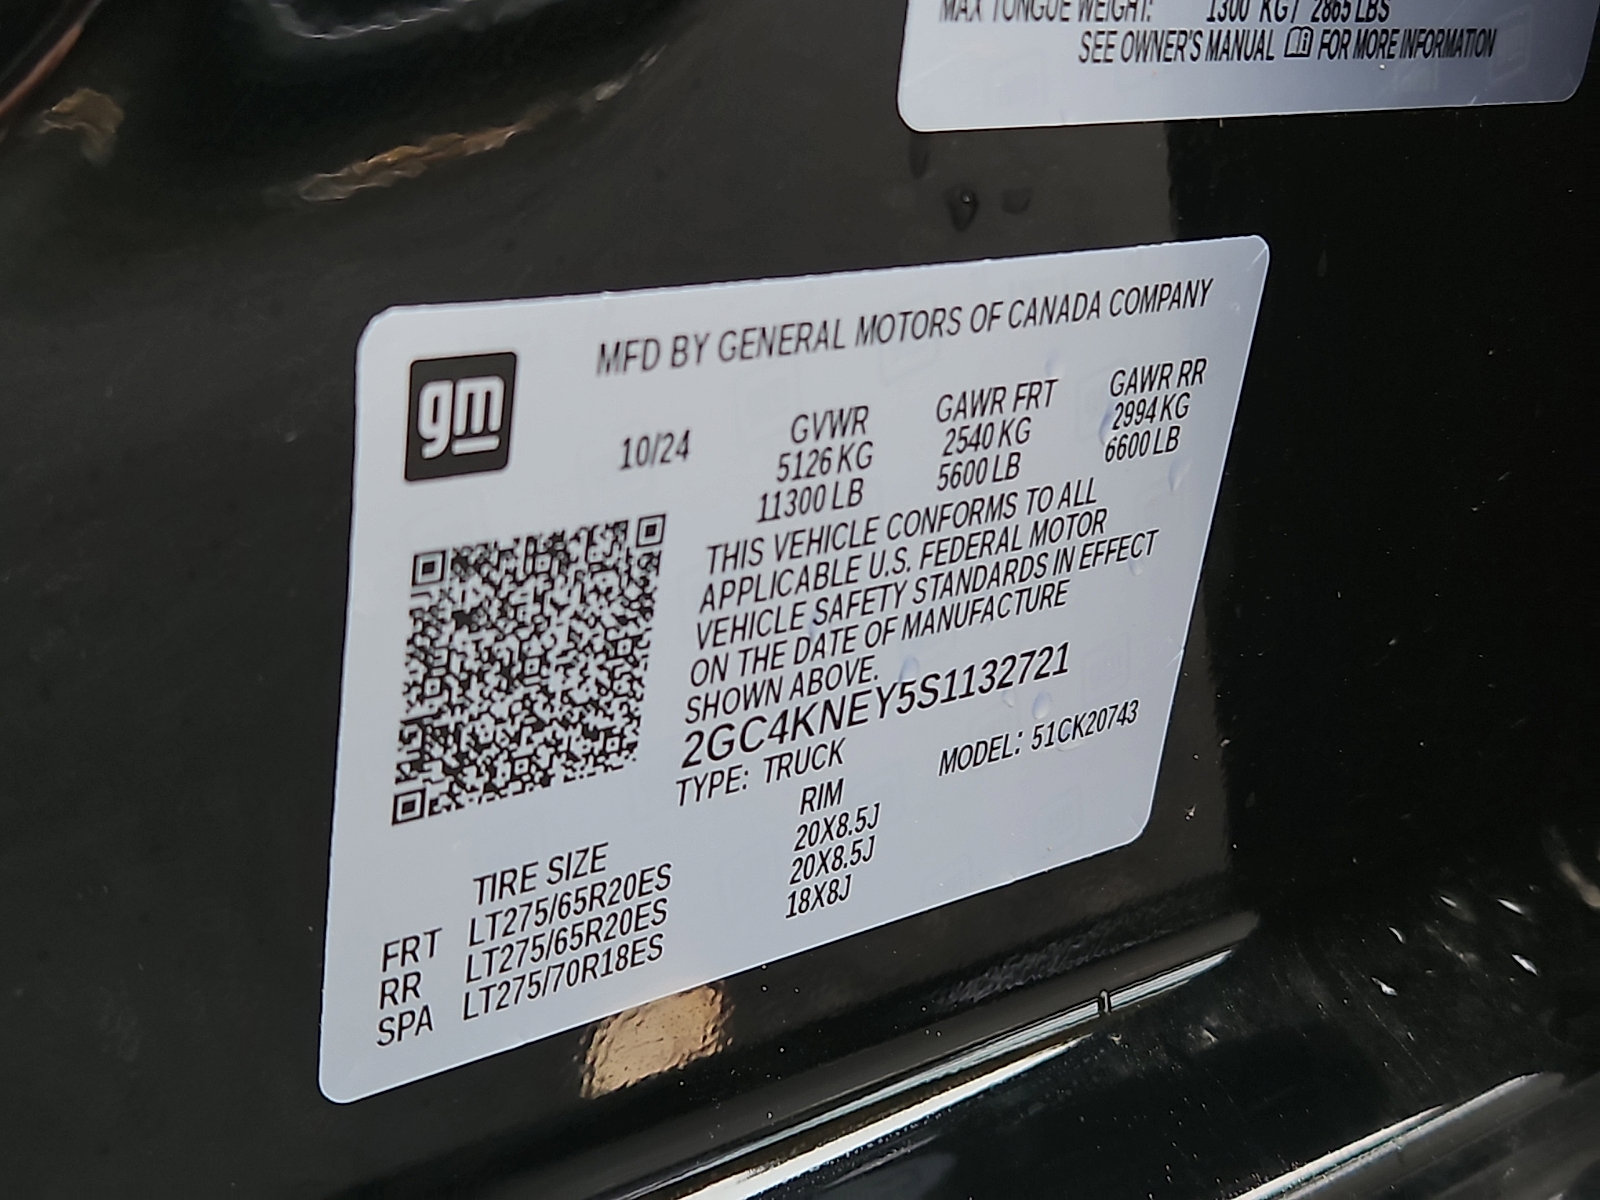 MAX TONGUE WEIGHT: 1300 KG/ 2865 LBS
SEE OWNER'S MANUAL FOR MORE INFORMATION
gm
MFD BY GENERAL MOTORS OF CANADA COMPANY
10/24
GVWR
5126 KG
11300 LB
GAWR FRT
2540 KG
5600 LB
GAWR RR
2994 KG
6600 LB
THIS VEHICLE CONFORMS TO ALL
APPLICABLE U.S. FEDERAL MOTOR
VEHICLE SAFETY STANDARDS IN EFFECT
ON THE DATE OF MANUFACTURE
SHOWN ABOVE.
2GC4KNEY5S1132721
TYPE: TRUCK MODEL: 51CK20743
TIRE SIZE RIM
FRT LT275/65R20ES 20X8.5J
RR LT275/65R20ES 20X8.5J
SPA LT275/70R18ES 18X8J